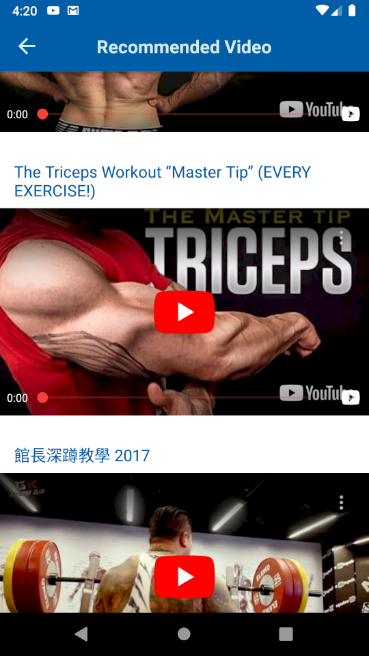 4:20
Recommended Video
0:00
YouTube
The Triceps Workout “Master Tip” (EVERY
EXERCISE!)
THE MASTER TIP
TRICEPS
0:00
YouTube
館長深蹲教學 2017